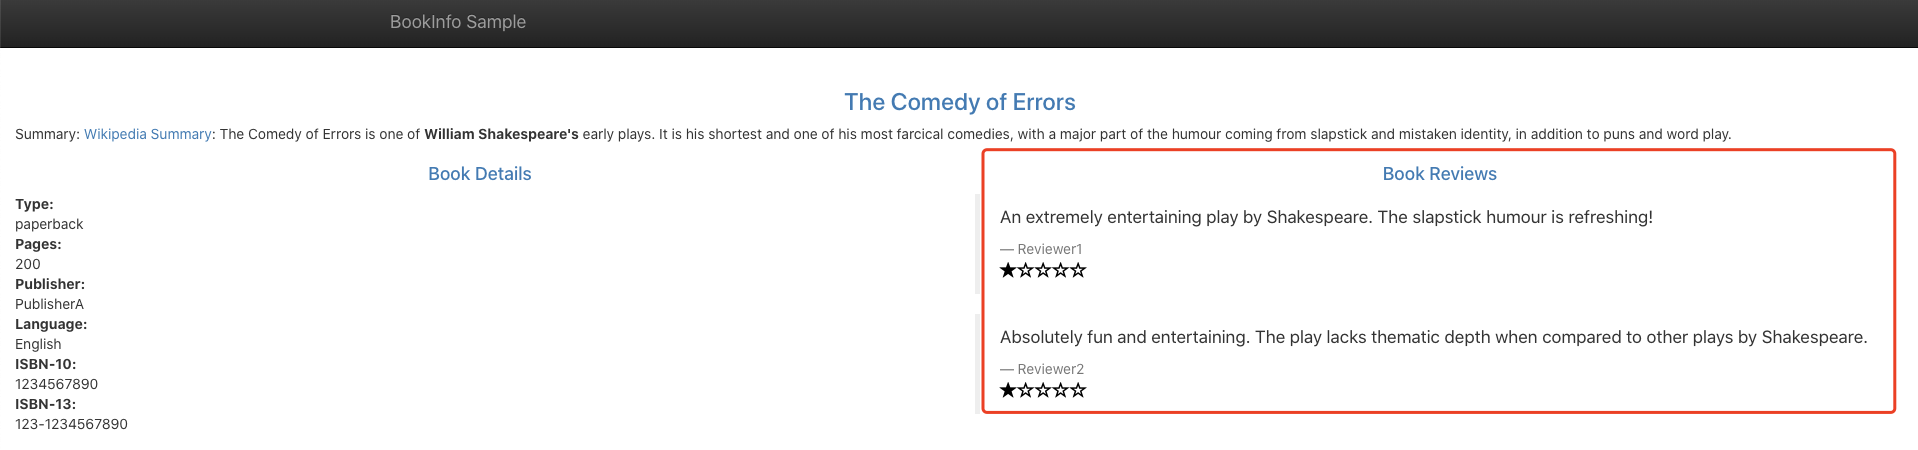 BookInfo Sample
The Comedy of Errors
Summary: Wikipedia Summary: The Comedy of Errors is one of William Shakespeare's early plays. It is his shortest and one of his most farcical comedies, with a major part of the humour coming from slapstick and mistaken identity, in addition to puns and word play.
Book Details
Type:
paperback
Pages:
200
Publisher:
PublisherA
Language:
English
ISBN-10:
1234567890
ISBN-13:
123-1234567890
Book Reviews
An extremely entertaining play by Shakespeare. The slapstick humour is refreshing!
— Reviewer1
★☆☆☆☆
Absolutely fun and entertaining. The play lacks thematic depth when compared to other plays by Shakespeare.
— Reviewer2
★☆☆☆☆